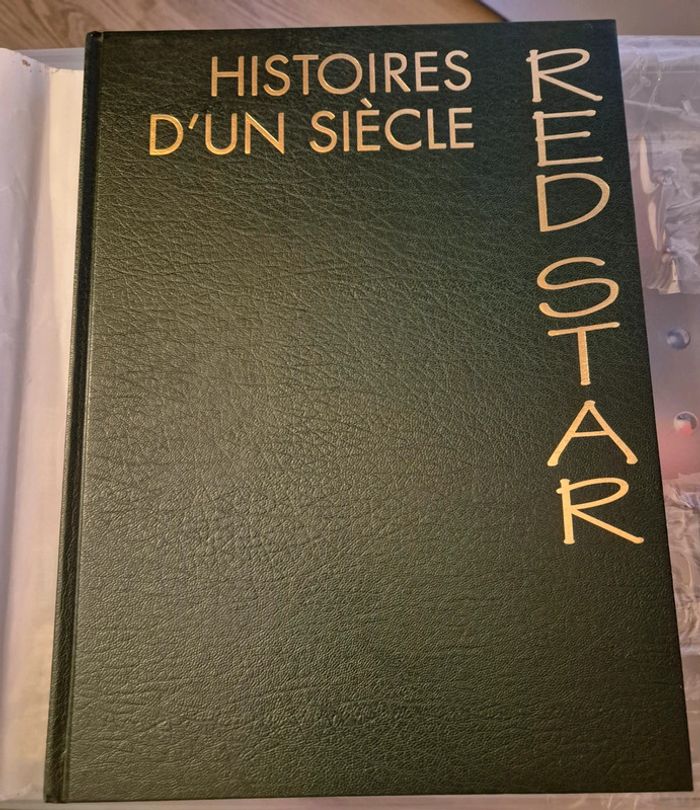 HISTOIRES
D'UN SIÈCLE
RED STAR